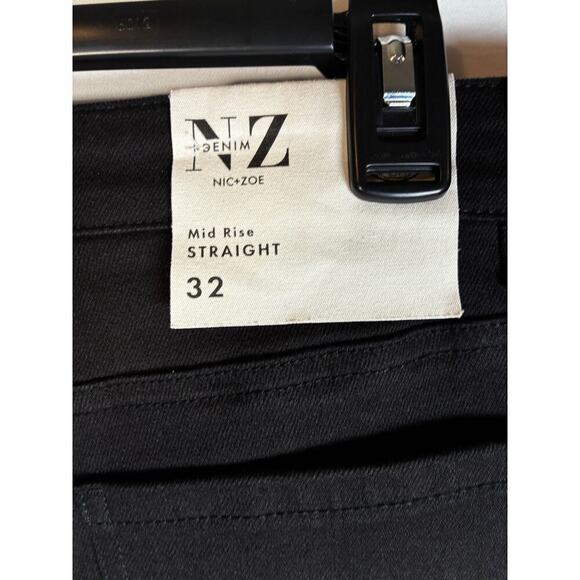 NZ
+DENIM
NIC+ZOE
Mid Rise
STRAIGHT
32